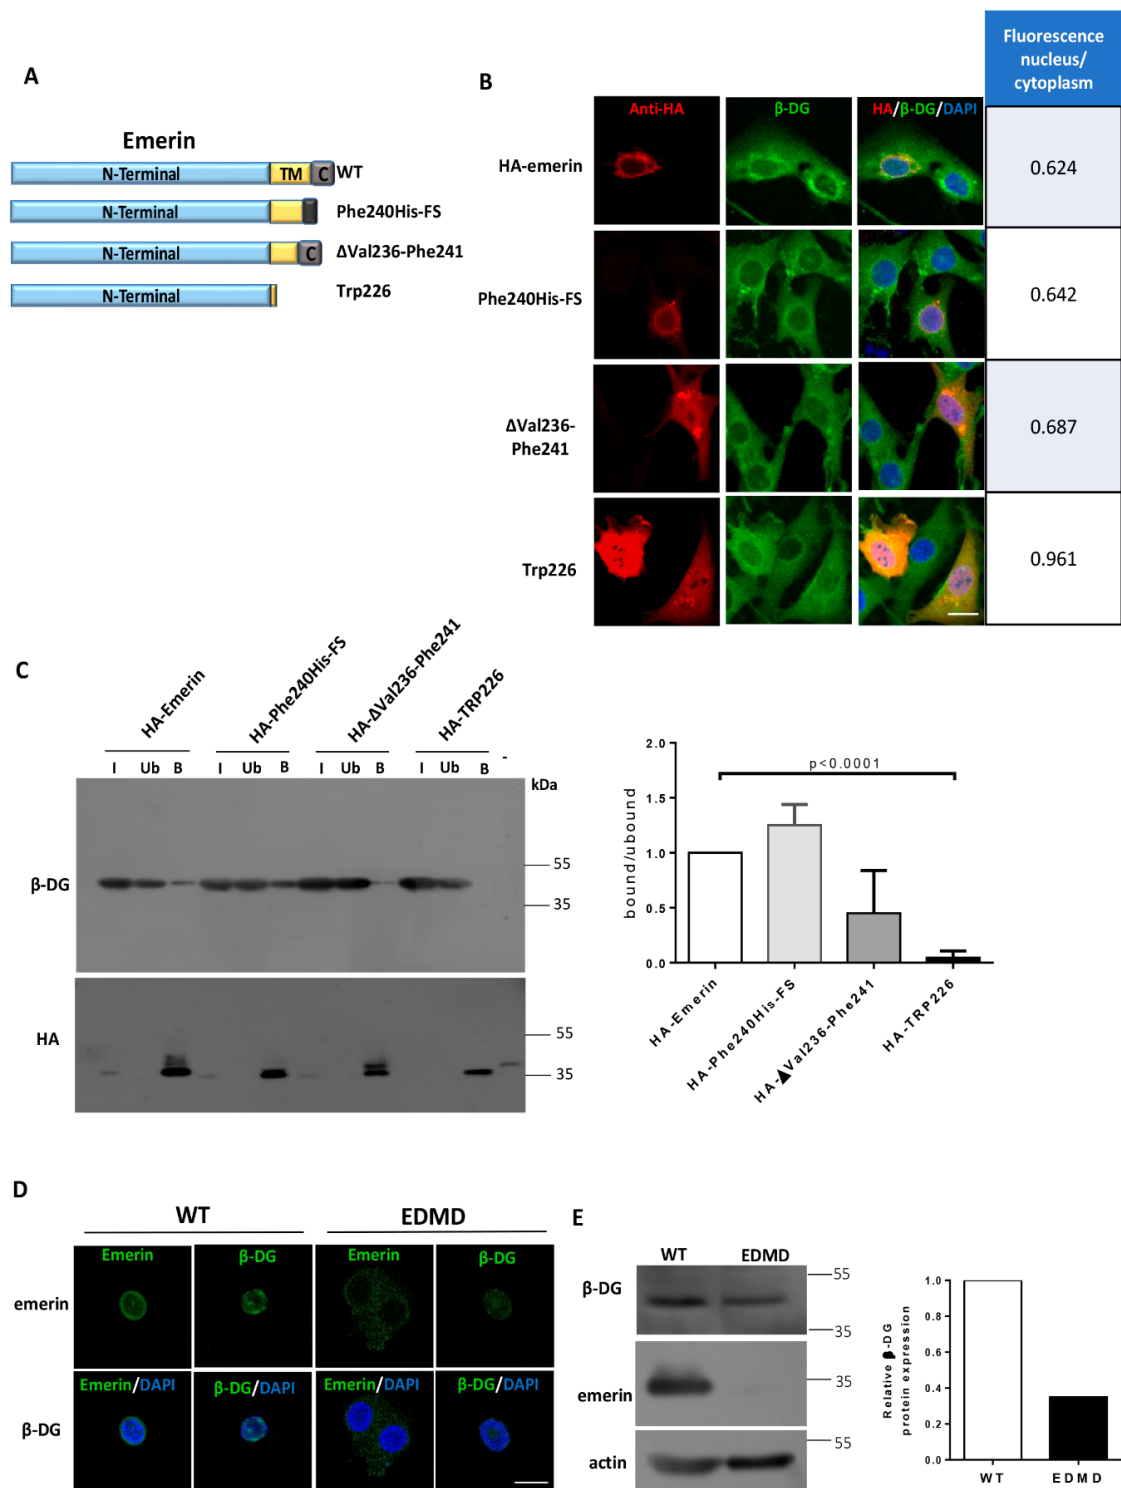 A
Emerin
N-Terminal TM C WT
N-Terminal Phe240His-FS
N-Terminal C ΔVal236-Phe241
N-Terminal Trp226
B
Fluorescence
nucleus/
cytoplasm
Anti-HA β-DG HA/β-DG/DAPI
HA-emerin 0.624
Phe240His-FS 0.642
ΔVal236-
Phe241
0.687
Trp226 0.961
C
HA-Emerin
HA-Phe240His-FS
HA-ΔVal236-Phe241
HA-TRP226
I Ub B I Ub B I Ub B I Ub B -
kDa
β-DG
55
35
HA
55
35
2.0
1.5
1.0
0.5
0.0
bound/ubound
p<0.0001
HA-Emerin
HA-Phe240His-FS
HA-▲Val236-Phe241
HA-TRP226
D
WT EDMD
Emerin β-DG Emerin β-DG
emerin
Emerin/DAPI β-DG/DAPI Emerin/DAPI β-DG/DAPI
β-DG
E
WT EDMD
β-DG
55
35
emerin
35
55
actin
Relative β-DG
protein expression
1.0
0.8
0.6
0.4
0.2
0.0
WT EDMD